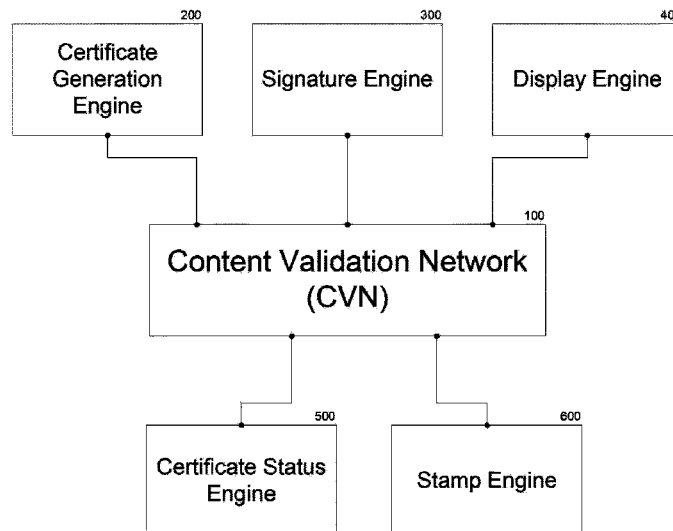 200
300
40
Certificate
Generation
Engine
Signature Engine
Display Engine
100
Content Validation Network
(CVN)
500
600
Certificate Status
Engine
Stamp Engine